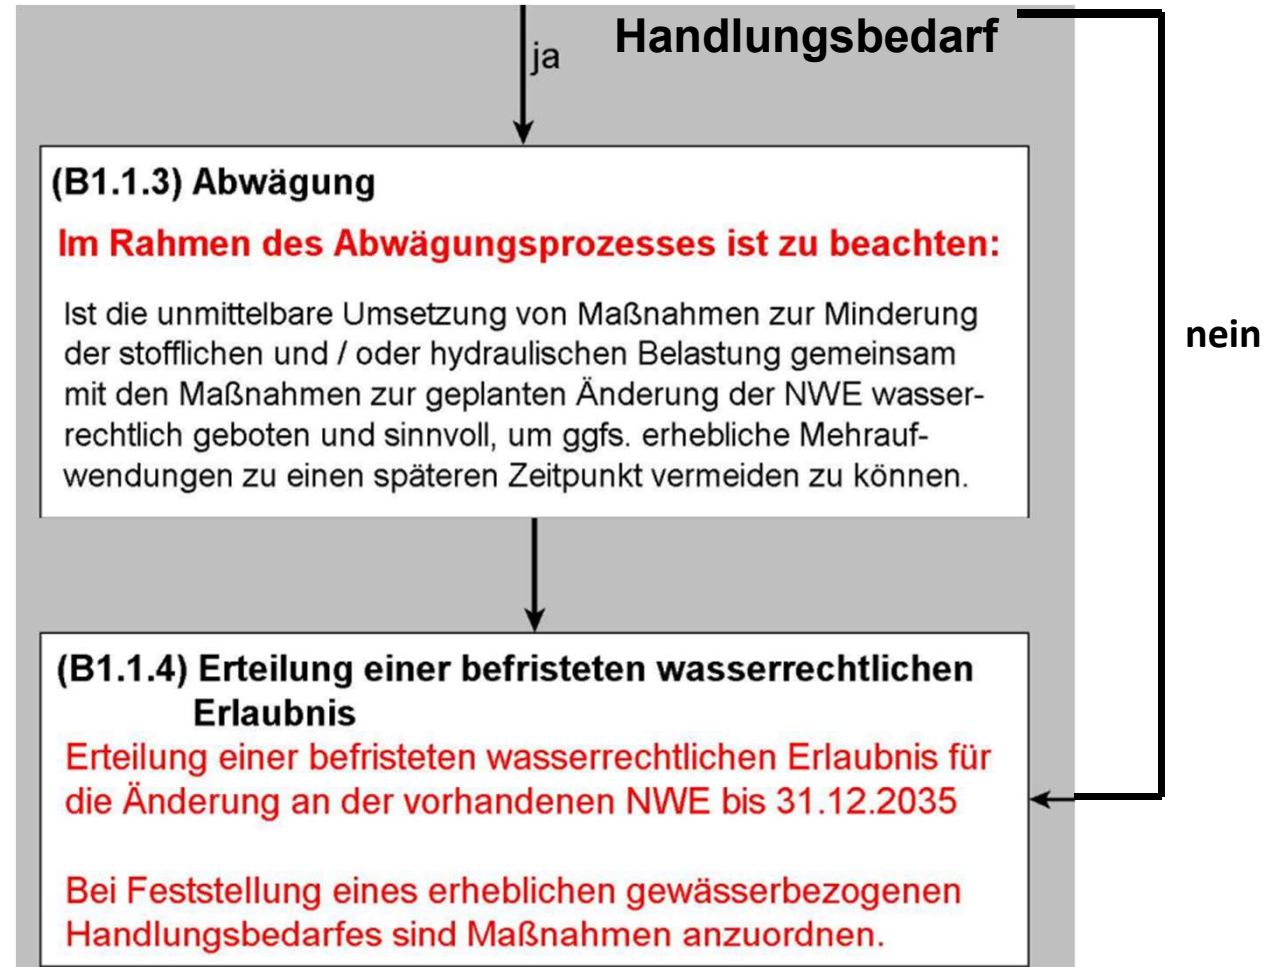 Handlungsbedarf
ja
(B1.1.3) Abwägung
Im Rahmen des Abwägungsprozesses ist zu beachten:
Ist die unmittelbare Umsetzung von Maßnahmen zur Minderung
der stofflichen und / oder hydraulischen Belastung gemeinsam
mit den Maßnahmen zur geplanten Änderung der NWE wasser-
rechtlich geboten und sinnvoll, um ggfs. erhebliche Mehrauf-
wendungen zu einen späteren Zeitpunkt vermeiden zu können.
nein
(B1.1.4) Erteilung einer befristeten wasserrechtlichen
Erlaubnis
Erteilung einer befristeten wasserrechtlichen Erlaubnis für
die Änderung an der vorhandenen NWE bis 31.12.2035
Bei Feststellung eines erheblichen gewässerbezogenen
Handlungsbedarfes sind Maßnahmen anzuordnen.